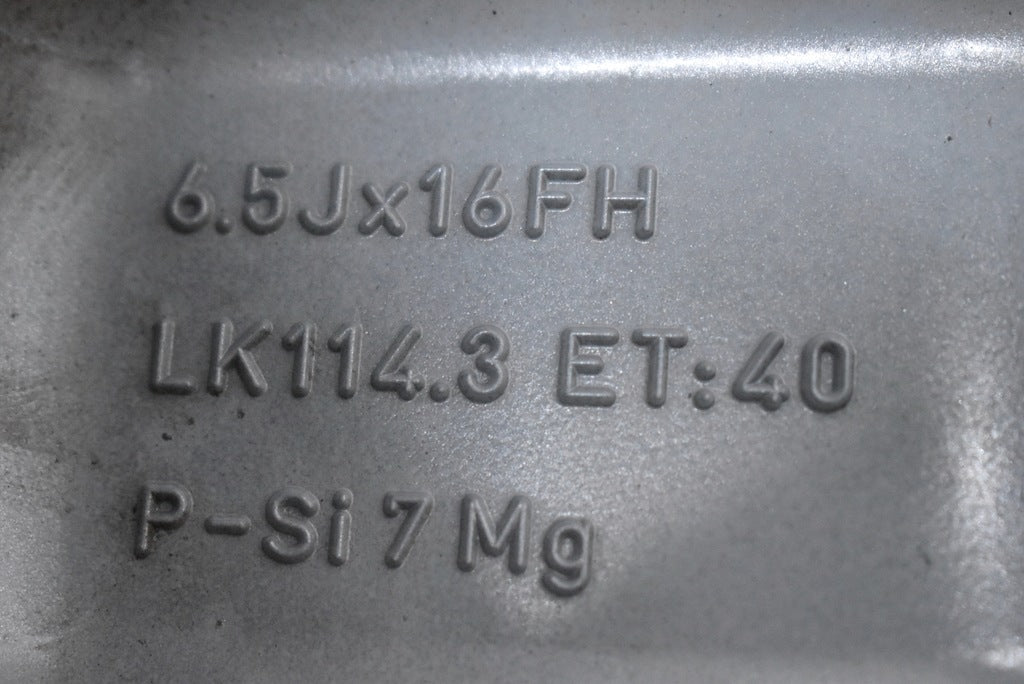 6.5Jx16FH
LK114.3 ET:40
P-Si 7 Mg